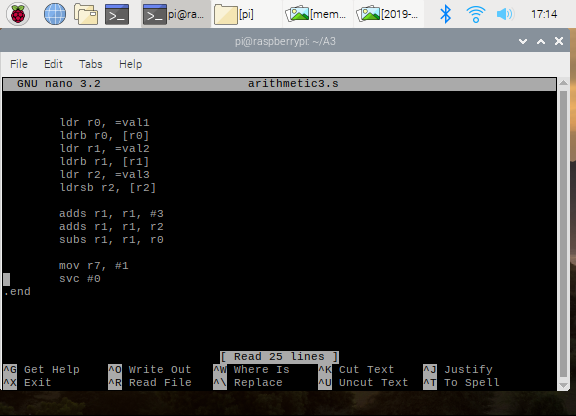 pi@ra... [pi] [mem... [2019-... 17:14
pi@raspberrypi: ~/A3
File Edit Tabs Help
GNU nano 3.2 arithmetic3.s
ldr r0, =val1
ldrb r0, [r0]
ldr r1, =val2
ldrb r1, [r1]
ldr r2, =val3
ldrsb r2, [r2]
adds r1, r1, #3
adds r1, r1, r2
subs r1, r1, r0
mov r7, #1
svc #0
.end
[ Read 25 lines ]
^G Get Help ^O Write Out ^W Where Is ^K Cut Text ^J Justify
^X Exit ^R Read File ^\ Replace ^U Uncut Text ^T To Spell